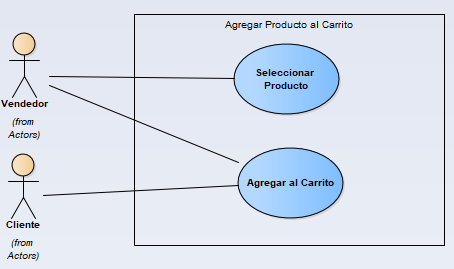 Agregar Producto al Carrito
Seleccionar
Producto
Vendedor
(from
Actors)
Agregar al Carrito
Cliente
(from
Actors)